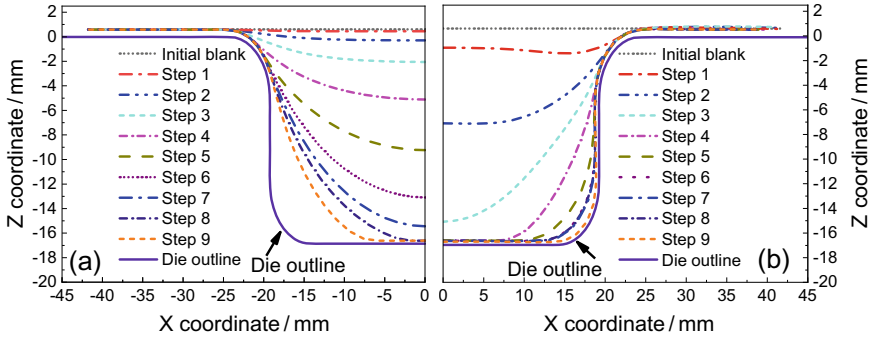 2
0
-2
-4
-6
-8
-10
-12
-14
-16
-18
-20
Z coordinate / mm
Initial blank
Step 1
Step 2
Step 3
Step 4
Step 5
Step 6
Step 7
Step 8
Step 9
Die outline
(a)
Die outline
-45 -40 -35 -30 -25 -20 -15 -10 -5 0
X coordinate / mm
Initial blank
Step 1
Step 2
Step 3
Step 4
Step 5
Step 6
Step 7
Step 8
Step 9
Die outline
(b)
Die outline
0 5 10 15 20 25 30 35 40 45
X coordinate / mm
2
0
-2
-4
-6
-8
-10
-12
-14
-16
-18
-20
Z coordinate / mm